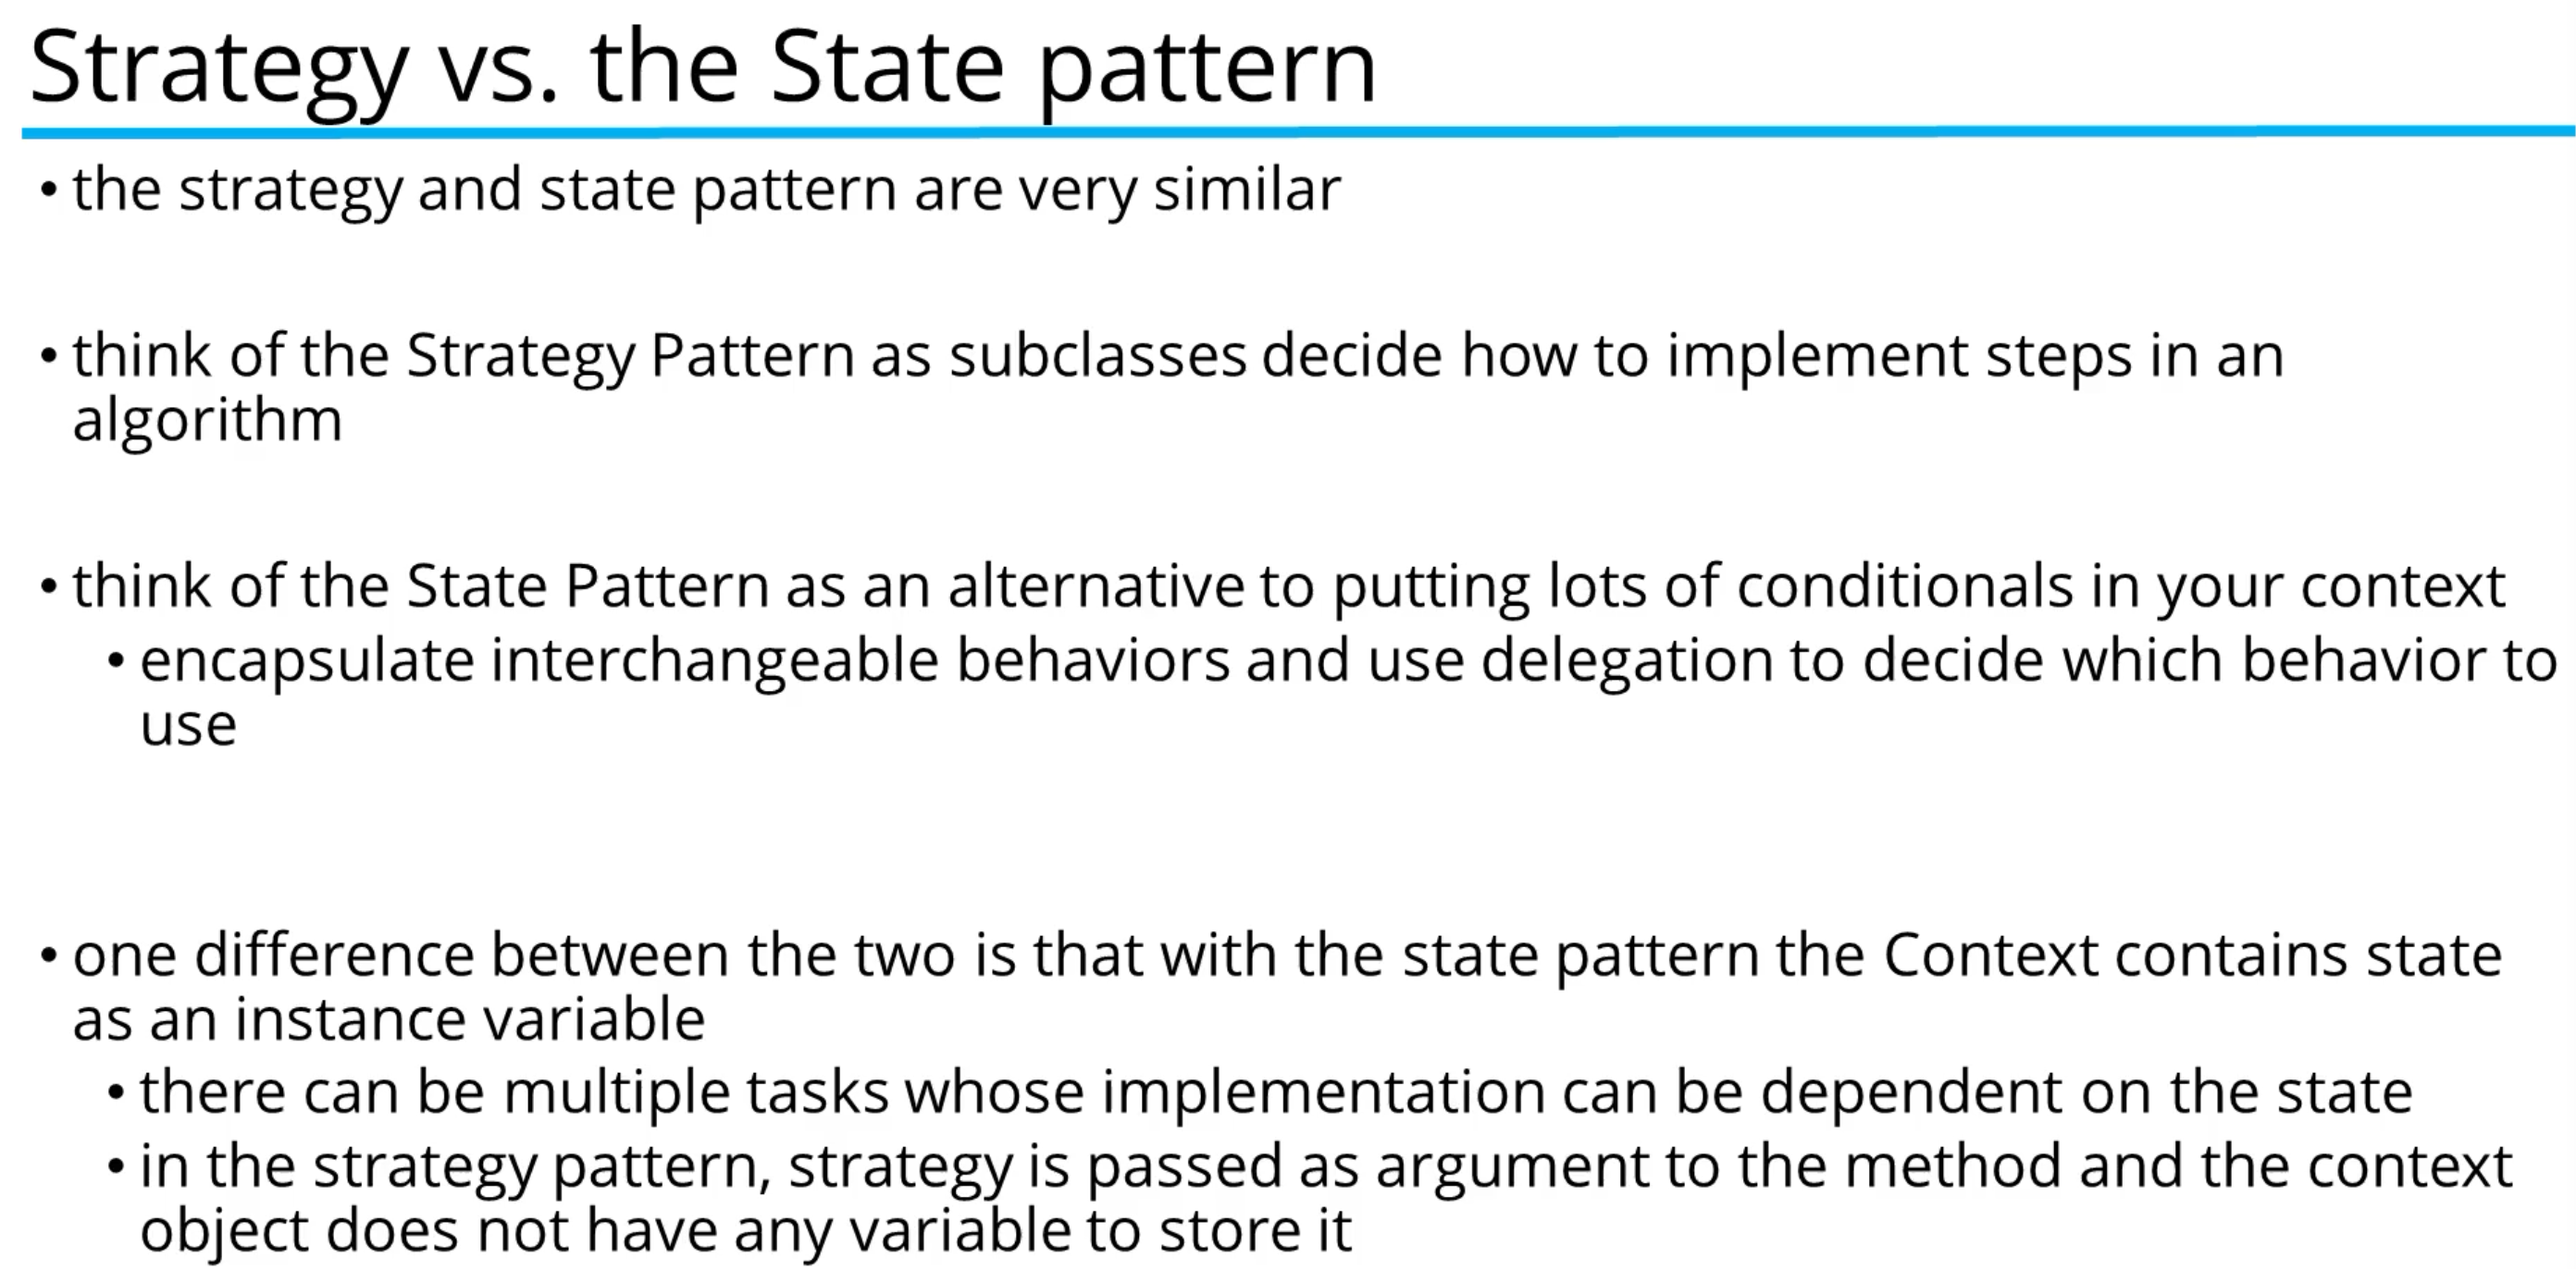 Strategy vs. the State pattern
• the strategy and state pattern are very similar
• think of the Strategy Pattern as subclasses decide how to implement steps in an
algorithm
• think of the State Pattern as an alternative to putting lots of conditionals in your context
• encapsulate interchangeable behaviors and use delegation to decide which behavior to
use
• one difference between the two is that with the state pattern the Context contains state
as an instance variable
• there can be multiple tasks whose implementation can be dependent on the state
• in the strategy pattern, strategy is passed as argument to the method and the context
object does not have any variable to store it